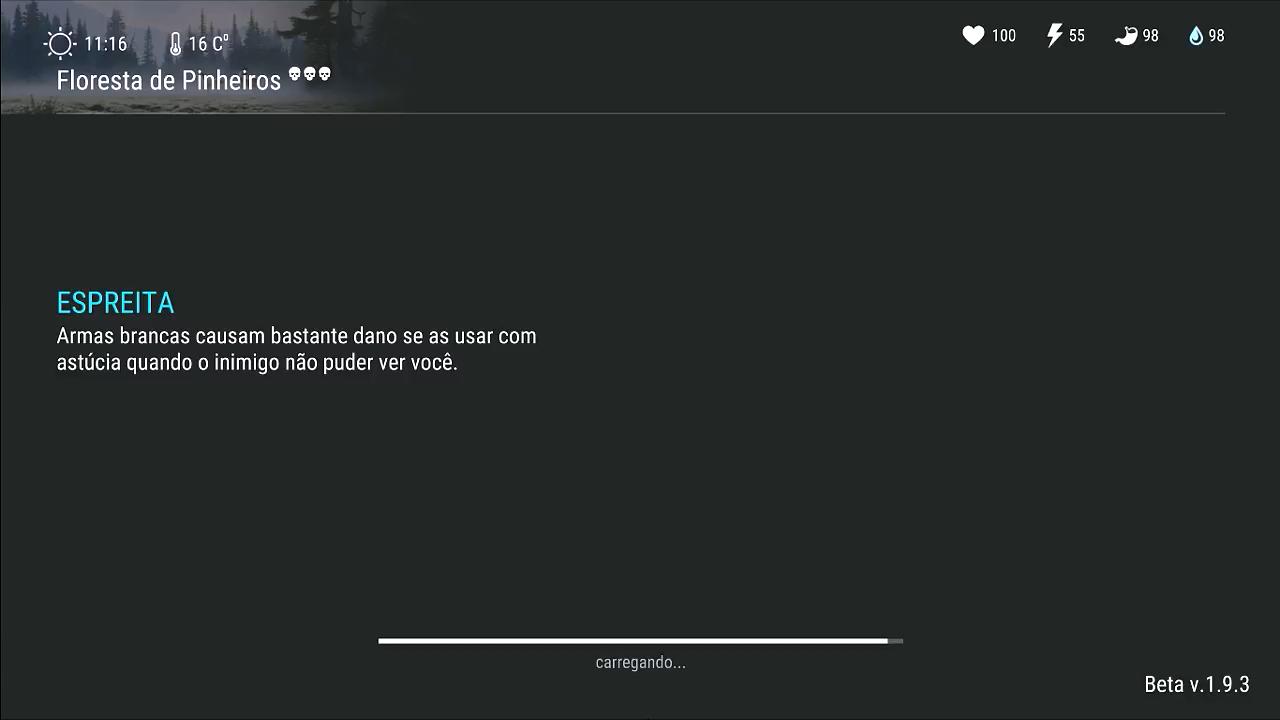 11:16 16 Cº
Floresta de Pinheiros
100 55 98 98
ESPREITA
Armas brancas causam bastante dano se as usar com
astúcia quando o inimigo não puder ver você.
carregando...
Beta v.1.9.3